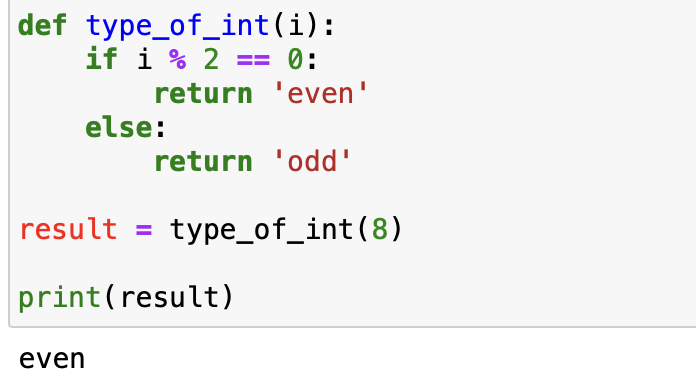 def type_of_int(i):
    if i % 2 == 0:
        return 'even'
    else:
        return 'odd'
result = type_of_int(8)
print(result)
even